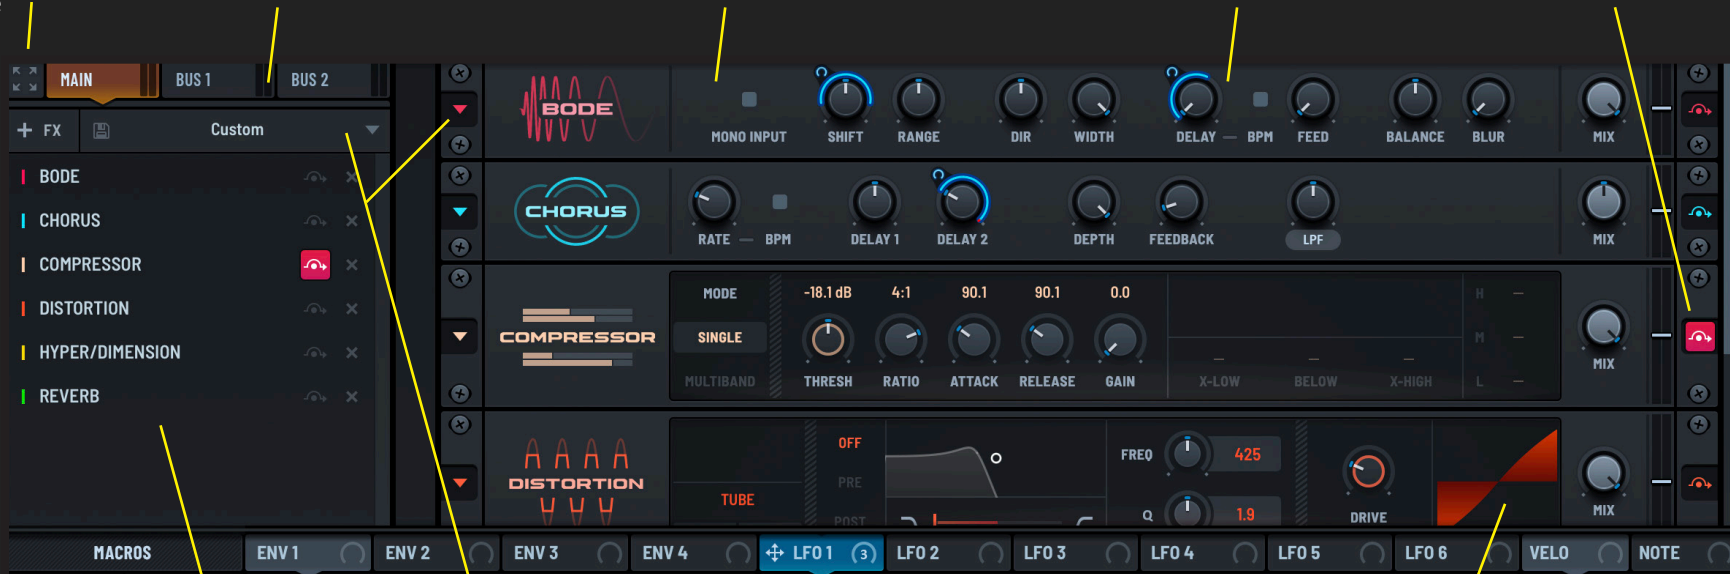 MAIN BUS 1 BUS 2
+ FX Custom
BODE
CHORUS
COMPRESSOR
DISTORTION
HYPER/DIMENSION
REVERB
BODE
MONO INPUT SHIFT RANGE DIR WIDTH DELAY BPM FEED BALANCE BLUR MIX
CHORUS
RATE BPM DELAY 1 DELAY 2 DEPTH FEEDBACK LPF MIX
COMPRESSOR
MODE
SINGLE
MULTIBAND
-18.1 dB 4:1 90.1 90.1 0.0
THRESH RATIO ATTACK RELEASE GAIN
X-LOW BELOW X-HIGH
H
M
L
MIX
DISTORTION
TUBE
OFF
PRE
POST
FREQ 425
Q 1.9
DRIVE
MIX
MACROS ENV 1 ENV 2 ENV 3 ENV 4 LFO 1 3 LFO 2 LFO 3 LFO 4 LFO 5 LFO 6 VELO NOTE